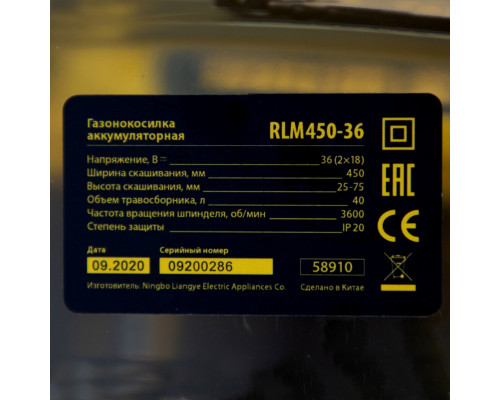 Газонокосилка
аккумуляторная
RLM450-36
Напряжение, В 36 (2×18)
Ширина скашивания, мм 450
Высота скашивания, мм 25-75
Объем травосборника, л 40
Частота вращения шпинделя, об/мин 3600
Степень защиты IP 20
EAC
CE
Дата Серийный номер
09.2020 09200286 58910
Изготовитель: Ningbo Liangye Electric Appliances Co. Сделано в Китае